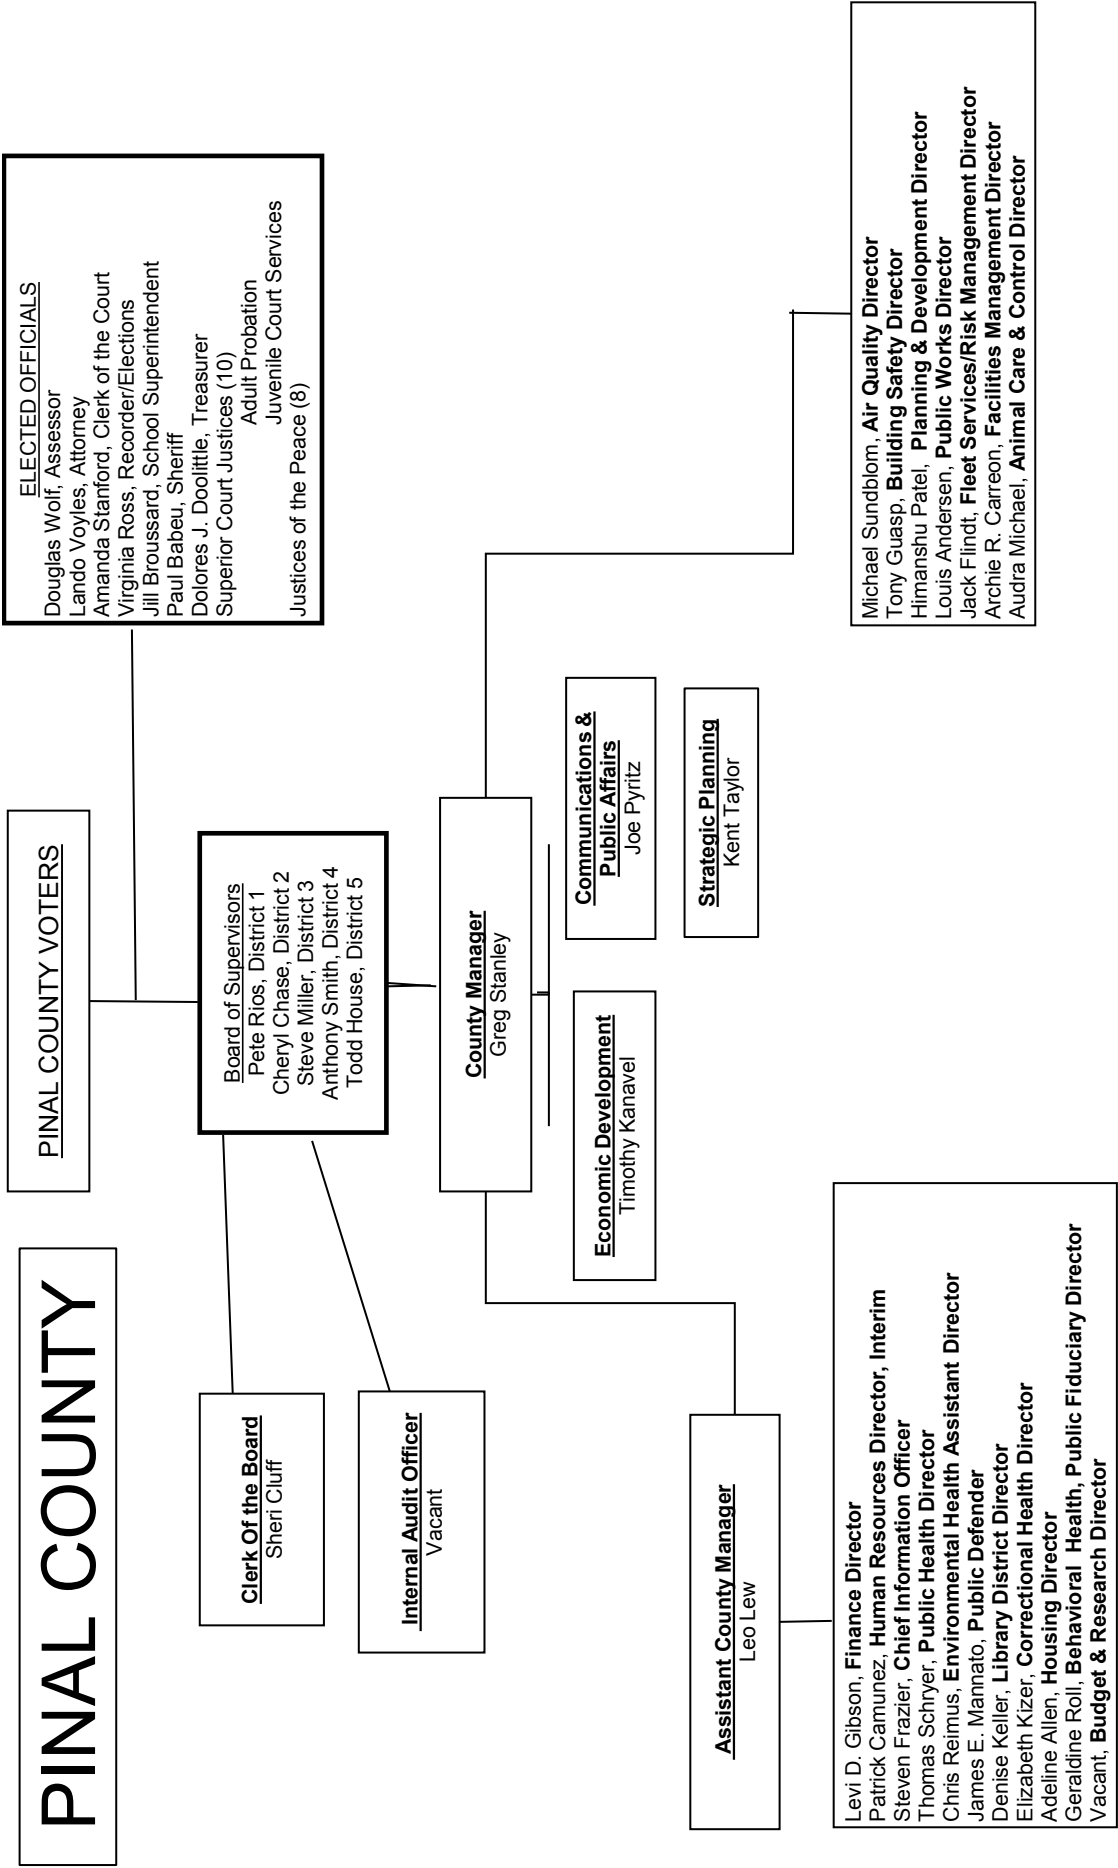 PINAL COUNTY
PINAL COUNTY VOTERS
ELECTED OFFICIALS
Douglas Wolf, Assessor
Lando Voyles, Attorney
Amanda Stanford, Clerk of the Court
Virginia Ross, Recorder/Elections
Jill Broussard, School Superintendent
Paul Babeu, Sheriff
Dolores J. Doolittle, Treasurer
Superior Court Justices (10)
Adult Probation
Juvenile Court Services
Justices of the Peace (8)
Board of Supervisors
Pete Rios, District 1
Cheryl Chase, District 2
Steve Miller, District 3
Anthony Smith, District 4
Todd House, District 5
Clerk Of the Board
Sheri Cluff
Internal Audit Officer
Vacant
County Manager
Greg Stanley
Economic Development
Timothy Kanavel
Communications &
Public Affairs
Joe Pyritz
Strategic Planning
Kent Taylor
Assistant County Manager
Leo Lew
Levi D. Gibson, Finance Director
Patrick Camunez, Human Resources Director, Interim
Steven Frazier, Chief Information Officer
Thomas Schryer, Public Health Director
Chris Reimus, Environmental Health Assistant Director
James E. Mannato, Public Defender
Denise Keller, Library District Director
Elizabeth Kizer, Correctional Health Director
Adeline Allen, Housing Director
Geraldine Roll, Behavioral Health, Public Fiduciary Director
Vacant, Budget & Research Director
Michael Sundblom, Air Quality Director
Tony Guasp, Building Safety Director
Himanshu Patel, Planning & Development Director
Louis Andersen, Public Works Director
Jack Flindt, Fleet Services/Risk Management Director
Archie R. Carreon, Facilities Management Director
Audra Michael, Animal Care & Control Director